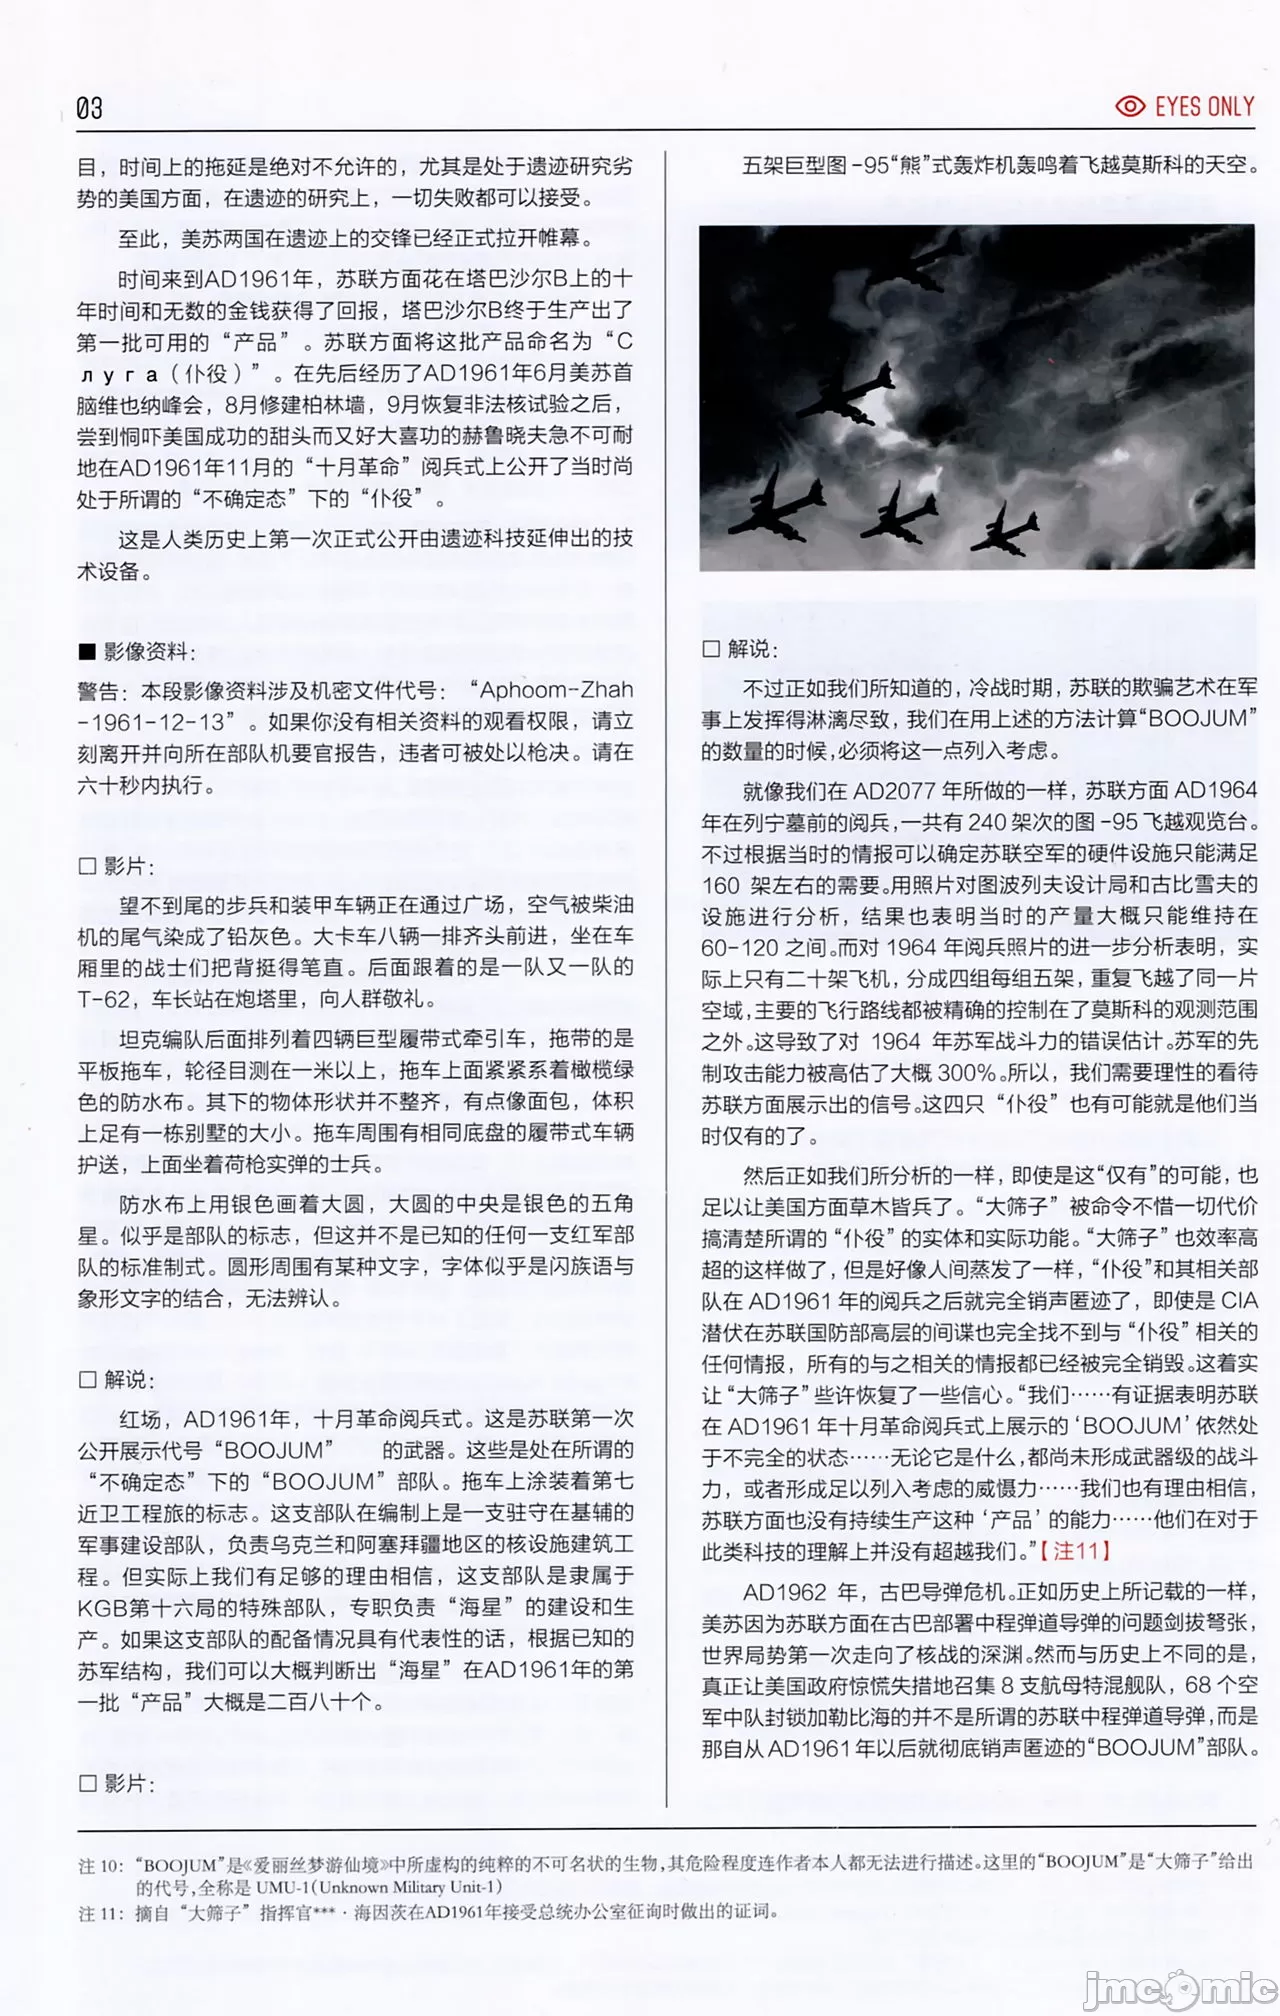 03
EYES ONLY
目，时间上的拖延是绝对不允许的，尤其是处于遗迹研究劣
势的美国方面，在遗迹的研究上，一切失败都可以接受。
至此，美苏两国在遗迹上的交锋已经正式拉开帷幕。
时间来到AD1961年，苏联方面花在塔巴沙尔B上的十
年时间和无数的金钱获得了回报，塔巴沙尔B终于生产出了
第一批可用的“产品”。苏联方面将这批产品命名为“С
луга（仆役）”。在先后经历了AD1961年6月美苏首
脑维也纳峰会，8月修建柏林墙，9月恢复非法核试验之后，
尝到恫吓美国成功的甜头而又好大喜功的赫鲁晓夫急不可耐
地在AD1961年11月的“十月革命”阅兵式上公开了当时尚
处于所谓的“不确定态”下的“仆役”。
这是人类历史上第一次正式公开由遗迹科技延伸出的技
术设备。
■ 影像资料：
警告：本段影像资料涉及机密文件代号：“Aphoom-Zhah
-1961-12-13”。如果你没有相关资料的观看权限，请立
刻离开并向所在部队机要官报告，违者可被处以枪决。请在
六十秒内执行。
□ 影片：
望不到尾的步兵和装甲车辆正在通过广场，空气被柴油
机的尾气染成了铅灰色。大卡车八辆一排齐头前进，坐在车
厢里的战士们把背挺得笔直。后面跟着的是一队又一队的
T-62，车长站在炮塔里，向人群敬礼。
坦克编队后面排列着四辆巨型履带式牵引车，拖带的是
平板拖车，轮径目测在一米以上，拖车上面紧紧系着橄榄绿
色的防水布。其下的物体形状并不整齐，有点像面包，体积
上足有一栋别墅的大小。拖车周围有相同底盘的履带式车辆
护送，上面坐着荷枪实弹的士兵。
防水布上用银色画着大圆，大圆的中央是银色的五角
星。似乎是部队的标志，但这并不是已知的任何一支红军部
队的标准制式。圆形周围有某种文字，字体似乎是闪族语与
象形文字的结合，无法辨认。
□ 解说：
红场，AD1961年，十月革命阅兵式。这是苏联第一次
公开展示代号“BOOJUM” 的武器。这些是处在所谓的
“不确定态”下的“BOOJUM”部队。拖车上涂装着第七
近卫工程旅的标志。这支部队在编制上是一支驻守在基辅的
军事建设部队，负责乌克兰和阿塞拜疆地区的核设施建筑工
程。但实际上我们有足够的理由相信，这支部队是隶属于
KGB第十六局的特殊部队，专职负责“海星”的建设和生
产。如果这支部队的配备情况具有代表性的话，根据已知的
苏军结构，我们可以大概判断出“海星”在AD1961年的第
一批“产品”大概是二百八十个。
□ 影片：
五架巨型图-95“熊”式轰炸机轰鸣着飞越莫斯科的天空。
□ 解说：
不过正如我们所知道的，冷战时期，苏联的欺骗艺术在军
事上发挥得淋漓尽致，我们在用上述的方法计算“BOOJUM”
的数量的时候，必须将这一点列入考虑。
就像我们在 AD2077 年所做的一样，苏联方面 AD1964
年在列宁墓前的阅兵，一共有 240 架次的图-95飞越观览台。
不过根据当时的情报可以确定苏联空军的硬件设施只能满足
160 架左右的需要。用照片对图波列夫设计局和古比雪夫的
设施进行分析，结果也表明当时的产量大概只能维持在
60-120 之间。而对 1964 年阅兵照片的进一步分析表明，实
际上只有二十架飞机，分成四组每组五架，重复飞越了同一片
空域，主要的飞行路线都被精确的控制在了莫斯科的观测范围
之外。这导致了对 1964 年苏军战斗力的错误估计。苏军的先
制攻击能力被高估了大概 300%。所以，我们需要理性的看待
苏联方面展示出的信号。这四只“仆役”也有可能就是他们当
时仅有的了。
然后正如我们所分析的一样，即使是这“仅有”的可能，也
足以让美国方面草木皆兵了。“大筛子”被命令不惜一切代价
搞清楚所谓的“仆役”的实体和实际功能。“大筛子”也效率高
超的这样做了，但是好像人间蒸发了一样，“仆役”和其相关部
队在 AD1961 年的阅兵之后就完全销声匿迹了，即使是 CIA
潜伏在苏联国防部高层的间谍也完全找不到与“仆役”相关的
任何情报，所有的与之相关的情报都已经被完全销毁。这着实
让“大筛子”些许恢复了一些信心。“我们……有证据表明苏联
在 AD1961 年十月革命阅兵式上展示的‘BOOJUM’依然处
于不完全的状态……无论它是什么，都尚未形成武器级的战斗
力，或者形成足以列入考虑的威慑力……我们也有理由相信，
苏联方面也没有持续生产这种‘产品’的能力……他们在对于
此类科技的理解上并没有超越我们。”【注11】
AD1962 年，古巴导弹危机。正如历史上所记载的一样，
美苏因为苏联方面在古巴部署中程弹道导弹的问题剑拔弩张，
世界局势第一次走向了核战的深渊。然而与历史上不同的是，
真正让美国政府惊慌失措地召集 8 支航母特混舰队，68 个空
军中队封锁加勒比海的并不是所谓的苏联中程弹道导弹，而是
那自从AD1961年以后就彻底销声匿迹的“BOOJUM”部队。
注 10：“BOOJUM”是《爱丽丝梦游仙境》中所虚构的纯粹的不可名状的生物，其危险程度连作者本人都无法进行描述。这里的“BOOJUM”是“大筛子”给出
的代号，全称是 UMU-1(Unknown Military Unit-1)
注 11：摘自“大筛子”指挥官***·海因茨在AD1961年接受总统办公室征询时做出的证词。
jmcomic